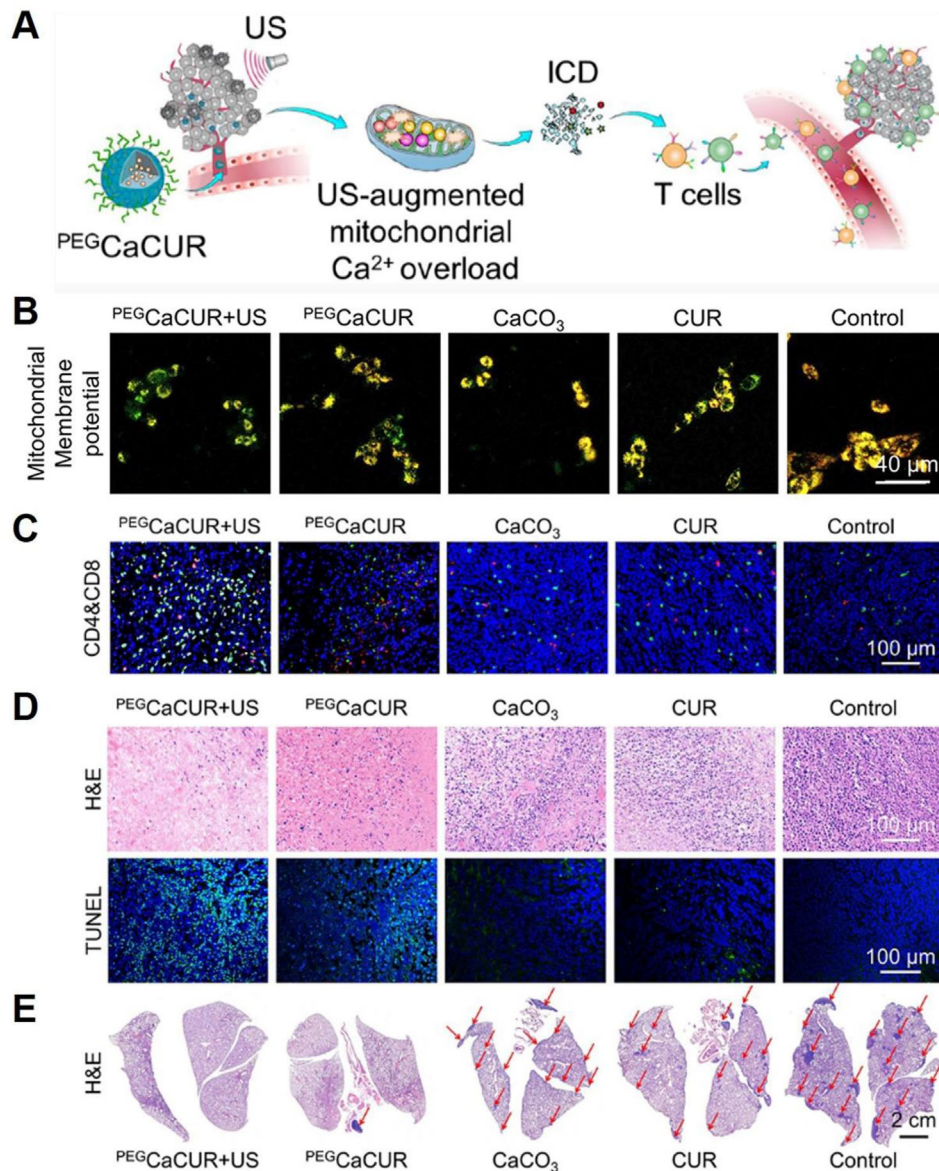 A
US
ICD
PEGCaCUR
US-augmented
mitochondrial
Ca²⁺ overload
T cells
B
PEGCaCUR+US PEGCaCUR CaCO₃ CUR Control
Mitochondrial
Membrane
potential
40 µm
C
PEGCaCUR+US PEGCaCUR CaCO₃ CUR Control
CD4&CD8
100 µm
D
PEGCaCUR+US PEGCaCUR CaCO₃ CUR Control
H&E
100 µm
TUNEL
100 µm
E
H&E
2 cm
PEGCaCUR+US PEGCaCUR CaCO₃ CUR Control